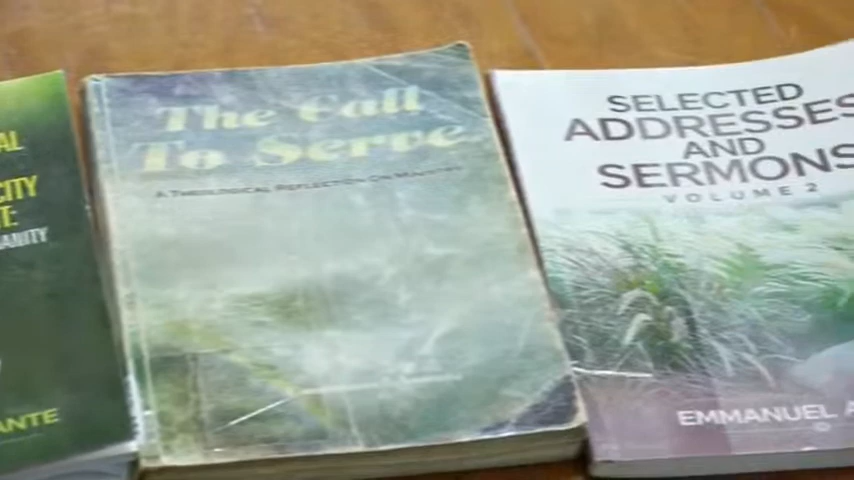 AL
CITY
TE:
ANITY
ANTE
The Call
To Serve
A THEOLOGICAL REFLECTION ON MINISTRY
SELECTED
ADDRESSES
AND
SERMONS
VOLUME 2
EMMANUEL A